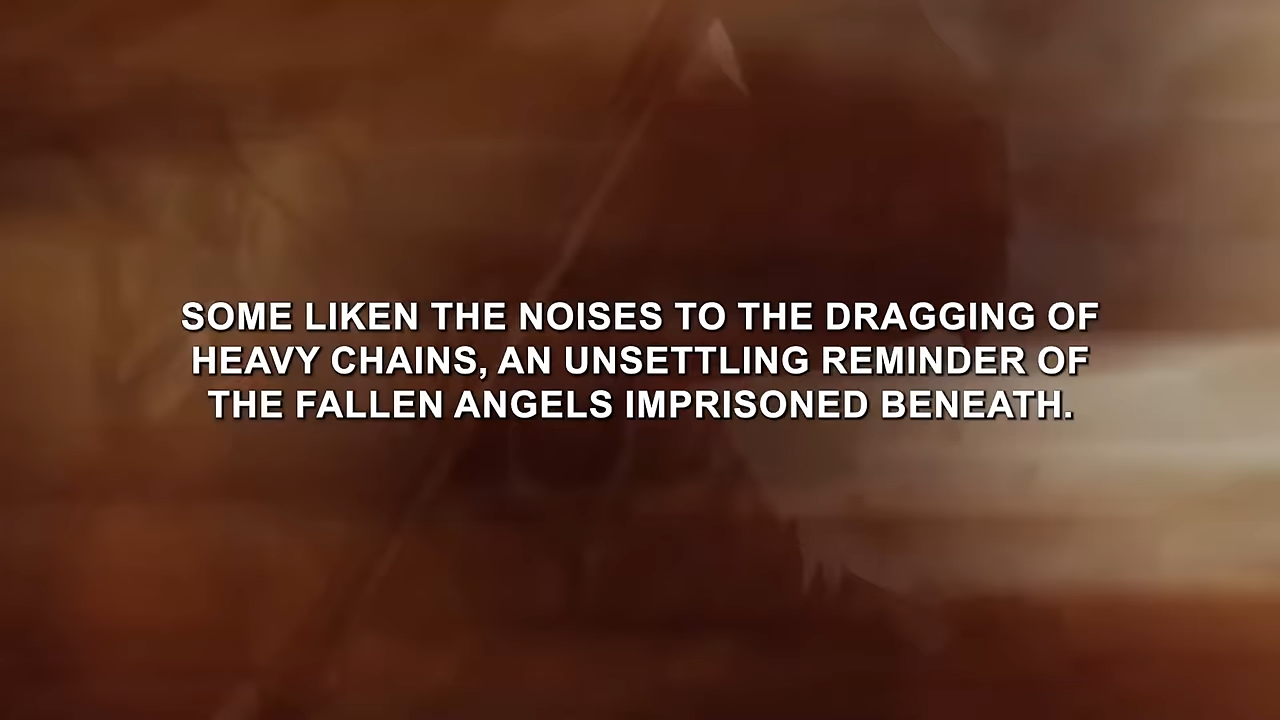 SOME LIKEN THE NOISES TO THE DRAGGING OF
HEAVY CHAINS, AN UNSETTLING REMINDER OF
THE FALLEN ANGELS IMPRISONED BENEATH.